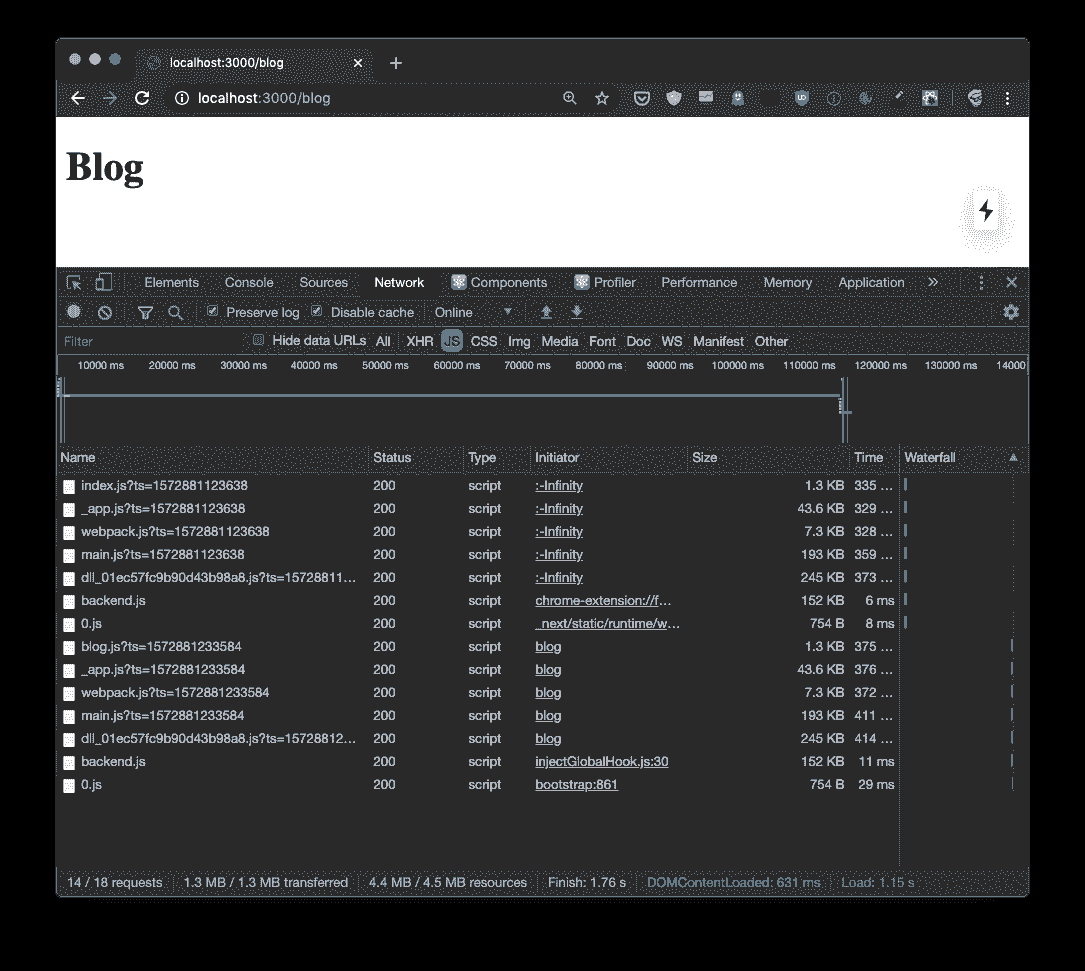 localhost:3000/blog
localhost:3000/blog
Blog
Elements Console Sources Network Components Profiler Performance Memory Application »
Preserve log Disable cache Online
Filter Hide data URLs All XHR JS CSS Img Media Font Doc WS Manifest Other
10000 ms 20000 ms 30000 ms 40000 ms 50000 ms 60000 ms 70000 ms 80000 ms 90000 ms 100000 ms 110000 ms 120000 ms 130000 ms 14000
Name Status Type Initiator Size Time Waterfall
index.js?ts=1572881123638 200 script :-Infinity 1.3 KB 335 ...
_app.js?ts=1572881123638 200 script :-Infinity 43.6 KB 329 ...
webpack.js?ts=1572881123638 200 script :-Infinity 7.3 KB 328 ...
main.js?ts=1572881123638 200 script :-Infinity 193 KB 359 ...
dll_01ec57fc9b90d43b98a8.js?ts=15728811... 200 script :-Infinity 245 KB 373 ...
backend.js 200 script chrome-extension://f... 152 KB 6 ms
0.js 200 script _next/static/runtime/w... 754 B 8 ms
blog.js?ts=1572881233584 200 script blog 1.3 KB 375 ...
_app.js?ts=1572881233584 200 script blog 43.6 KB 376 ...
webpack.js?ts=1572881233584 200 script blog 7.3 KB 372 ...
main.js?ts=1572881233584 200 script blog 193 KB 411 ...
dll_01ec57fc9b90d43b98a8.js?ts=15728812... 200 script blog 245 KB 414 ...
backend.js 200 script injectGlobalHook.js:30 152 KB 11 ms
0.js 200 script bootstrap:861 754 B 29 ms
14 / 18 requests 1.3 MB / 1.3 MB transferred 4.4 MB / 4.5 MB resources Finish: 1.76 s DOMContentLoaded: 631 ms Load: 1.15 s